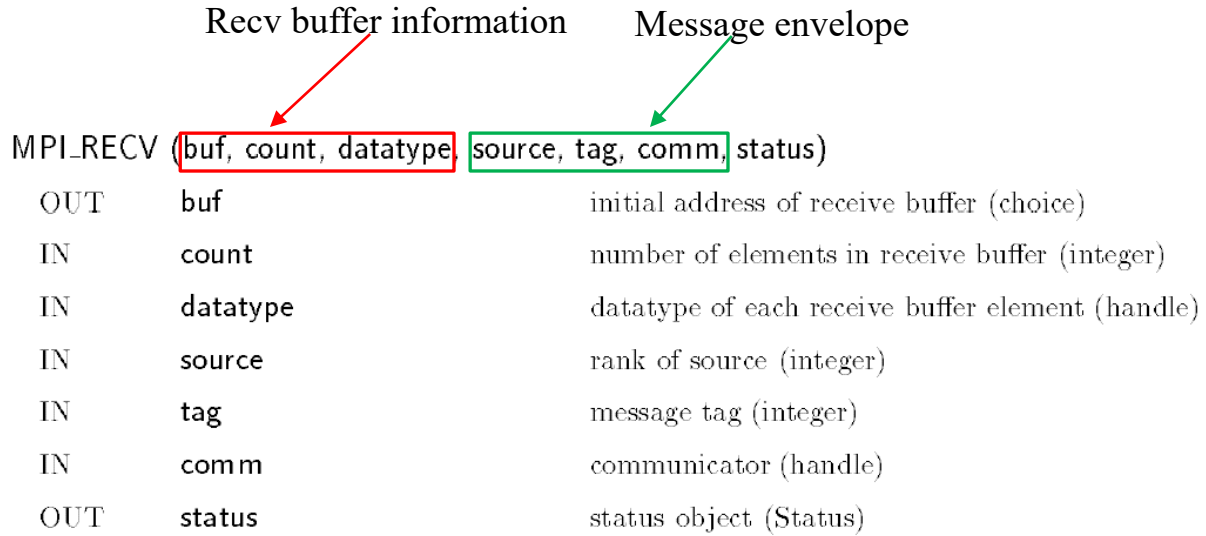 Recv buffer information Message envelope
MPI_RECV (buf, count, datatype, source, tag, comm, status)
OUT buf initial address of receive buffer (choice)
IN count number of elements in receive buffer (integer)
IN datatype datatype of each receive buffer element (handle)
IN source rank of source (integer)
IN tag message tag (integer)
IN comm communicator (handle)
OUT status status object (Status)